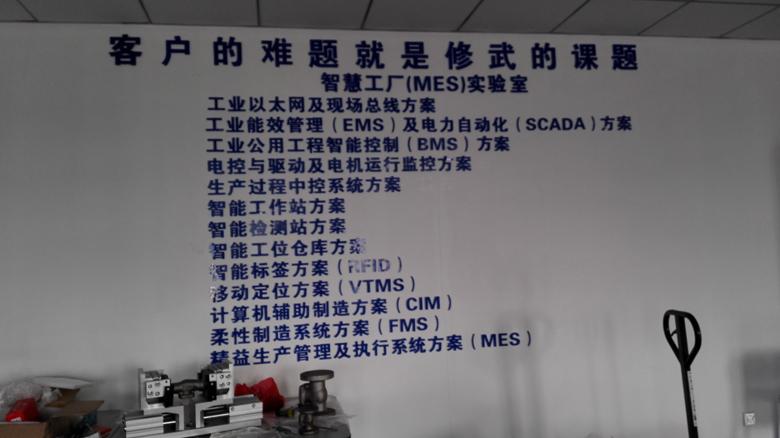 客户的难题就是修武的课题
智慧工厂(MES)实验室
工业以太网及现场总线方案
工业能效管理（EMS）及电力自动化（SCADA）方案
工业公用工程智能控制（BMS）方案
电控与驱动及电机运行监控方案
生产过程中控系统方案
智能工作站方案
智能检测站方案
智能工位仓库方案
智能标签方案（RFID）
移动定位方案（VTMS）
计算机辅助制造方案（CIM）
柔性制造系统方案（FMS）
精益生产管理及执行系统方案（MES）